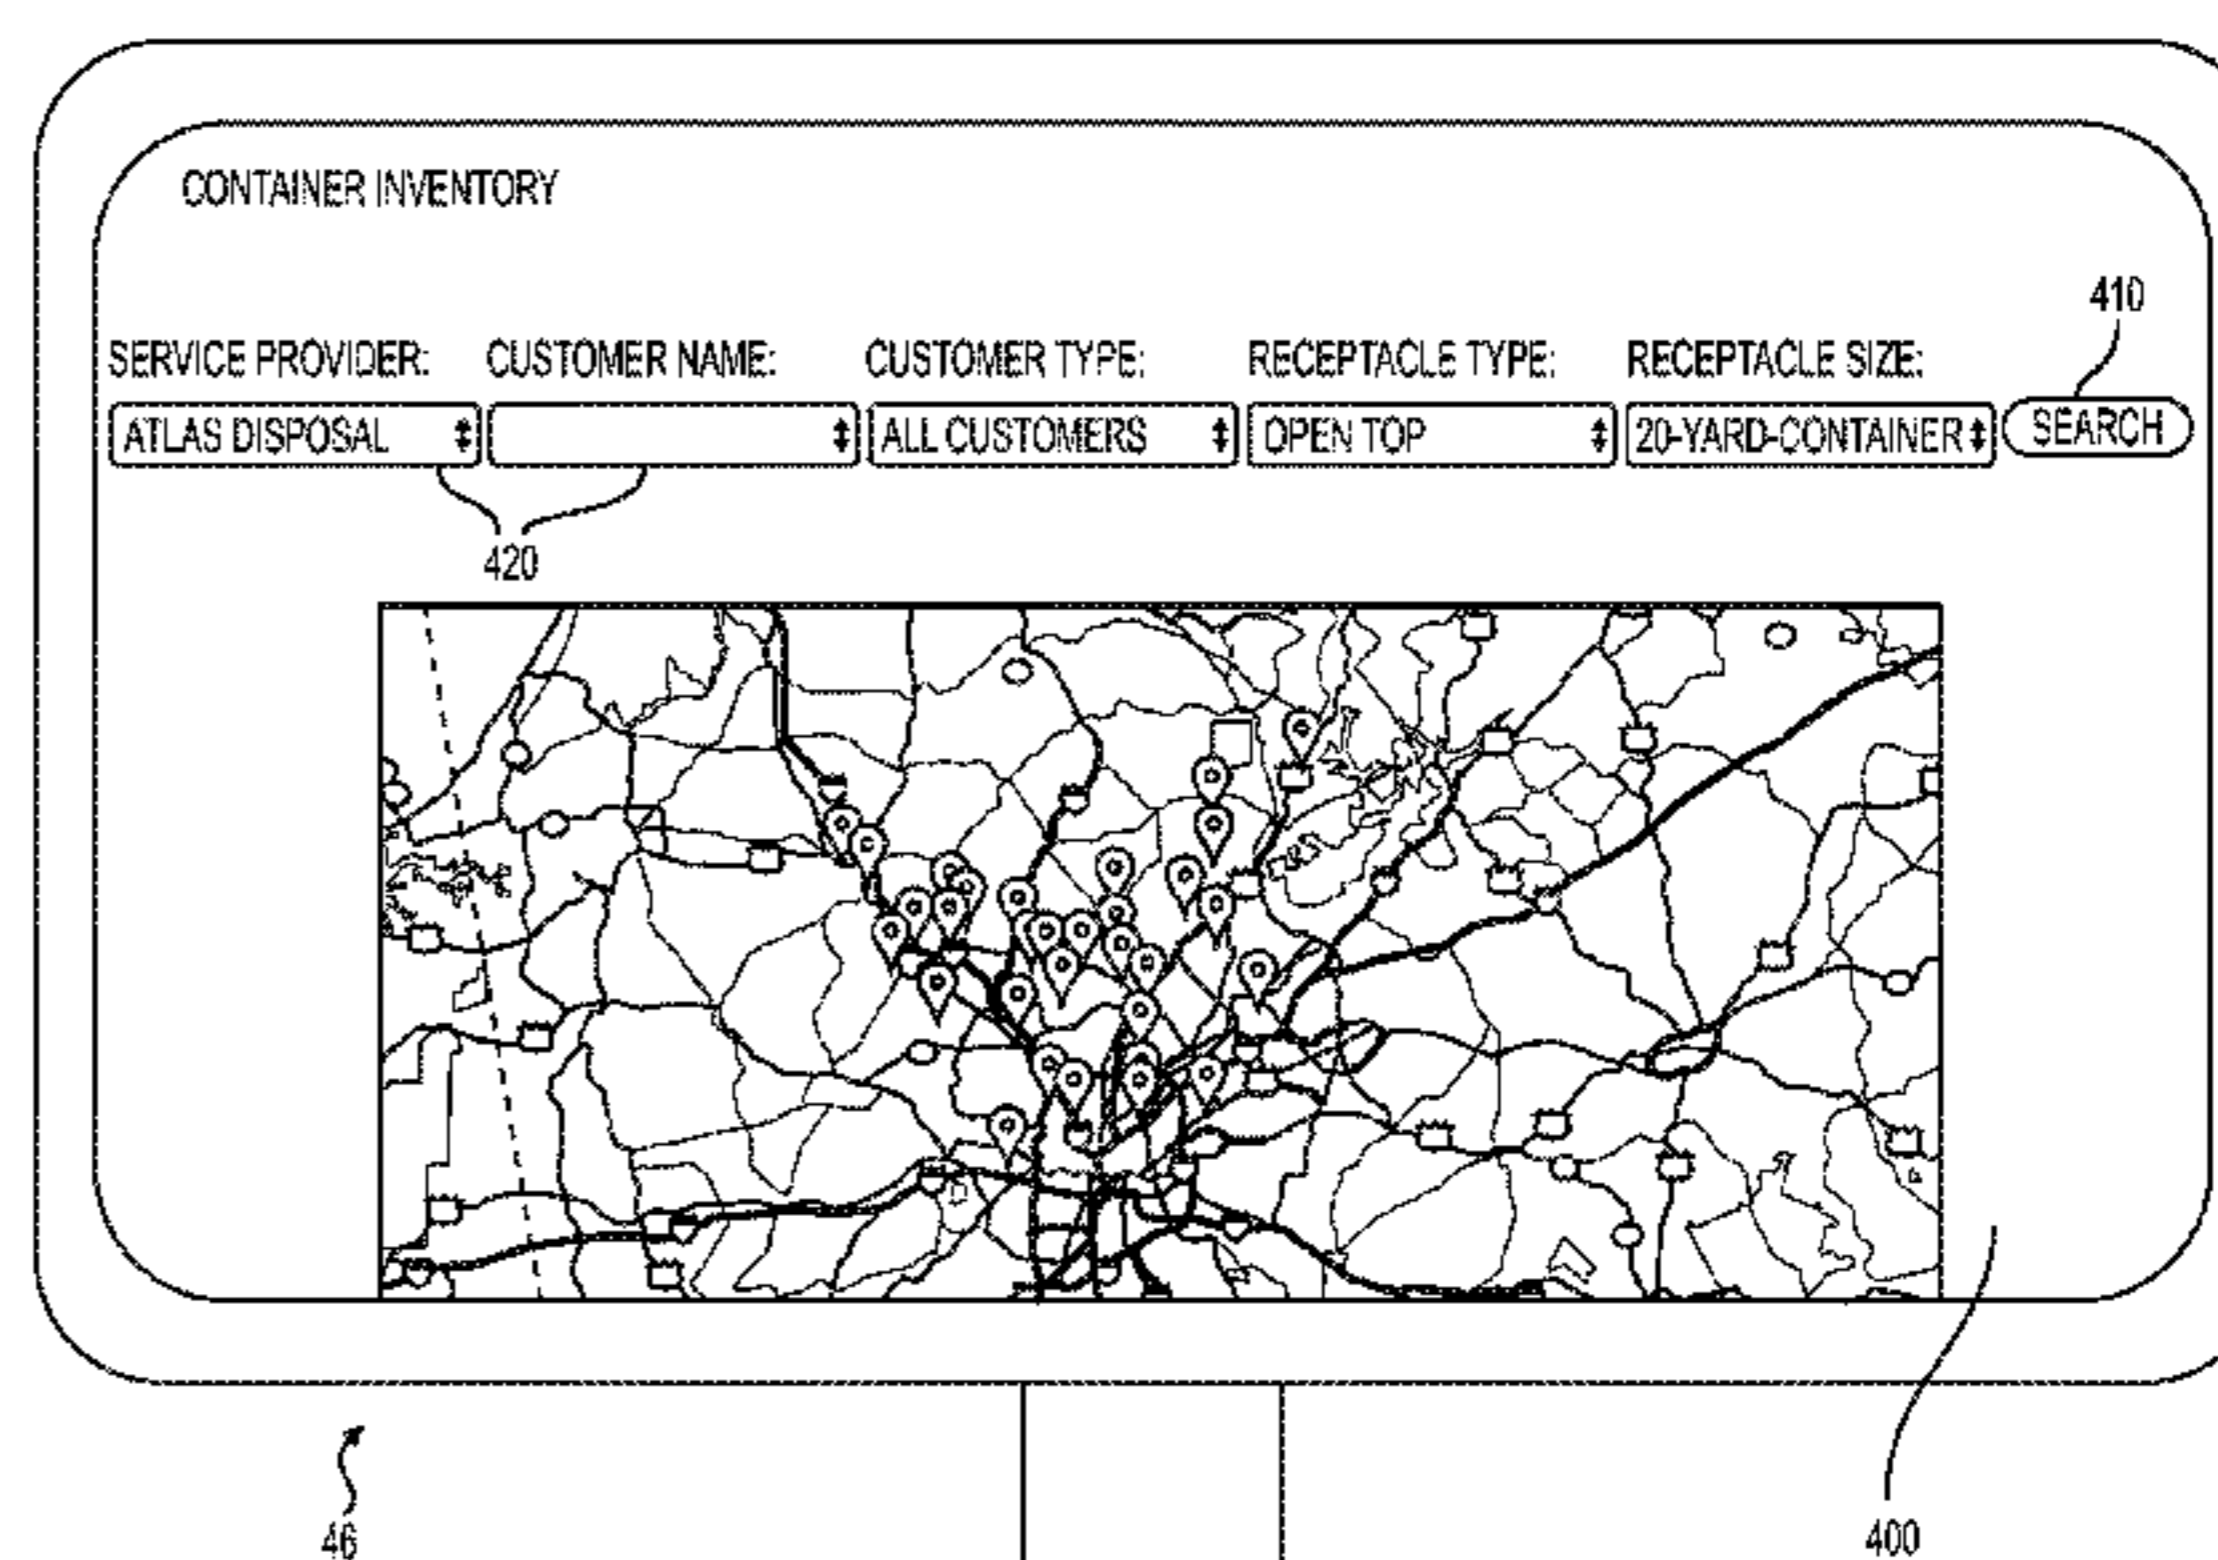 CONTAINER INVENTORY
410
SERVICE PROVIDER: CUSTOMER NAME: CUSTOMER TYPE: RECEPTACLE TYPE: RECEPTACLE SIZE:
ATLAS DISPOSAL ALL CUSTOMERS OPEN TOP 20-YARD-CONTAINER SEARCH
420
46 400